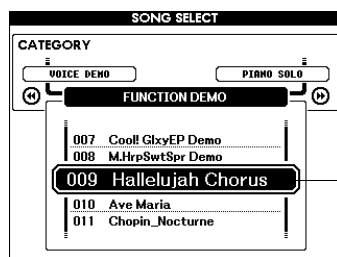 SONG SELECT
CATEGORY
VOICE DEMO PIANO SOLO
FUNCTION DEMO
007 Cool! GlxyEP Demo
008 M.HrpSwtSpr Demo
009 Hallelujah Chorus
010 Ave Maria
011 Chopin_Nocturne